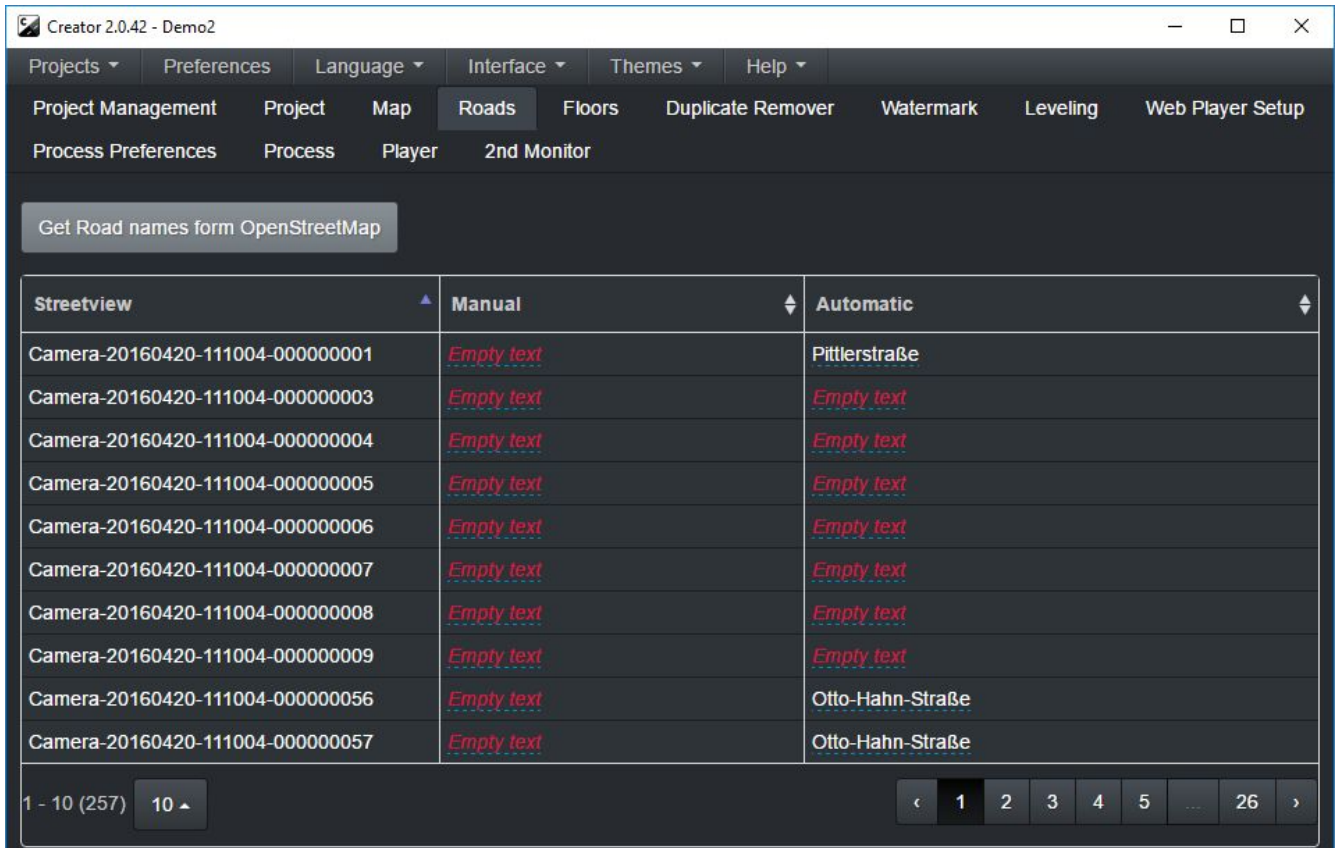 Creator 2.0.42 - Demo2
Projects Preferences Language Interface Themes Help
Project Management Project Map Roads Floors Duplicate Remover Watermark Leveling Web Player Setup
Process Preferences Process Player 2nd Monitor
Get Road names form OpenStreetMap
Streetview Manual Automatic
Camera-20160420-111004-000000001 Empty text Pittlerstraße
Camera-20160420-111004-000000003 Empty text Empty text
Camera-20160420-111004-000000004 Empty text Empty text
Camera-20160420-111004-000000005 Empty text Empty text
Camera-20160420-111004-000000006 Empty text Empty text
Camera-20160420-111004-000000007 Empty text Empty text
Camera-20160420-111004-000000008 Empty text Empty text
Camera-20160420-111004-000000009 Empty text Empty text
Camera-20160420-111004-000000056 Empty text Otto-Hahn-Straße
Camera-20160420-111004-000000057 Empty text Otto-Hahn-Straße
1 - 10 (257) 10 ‹ 1 2 3 4 5 ... 26 ›